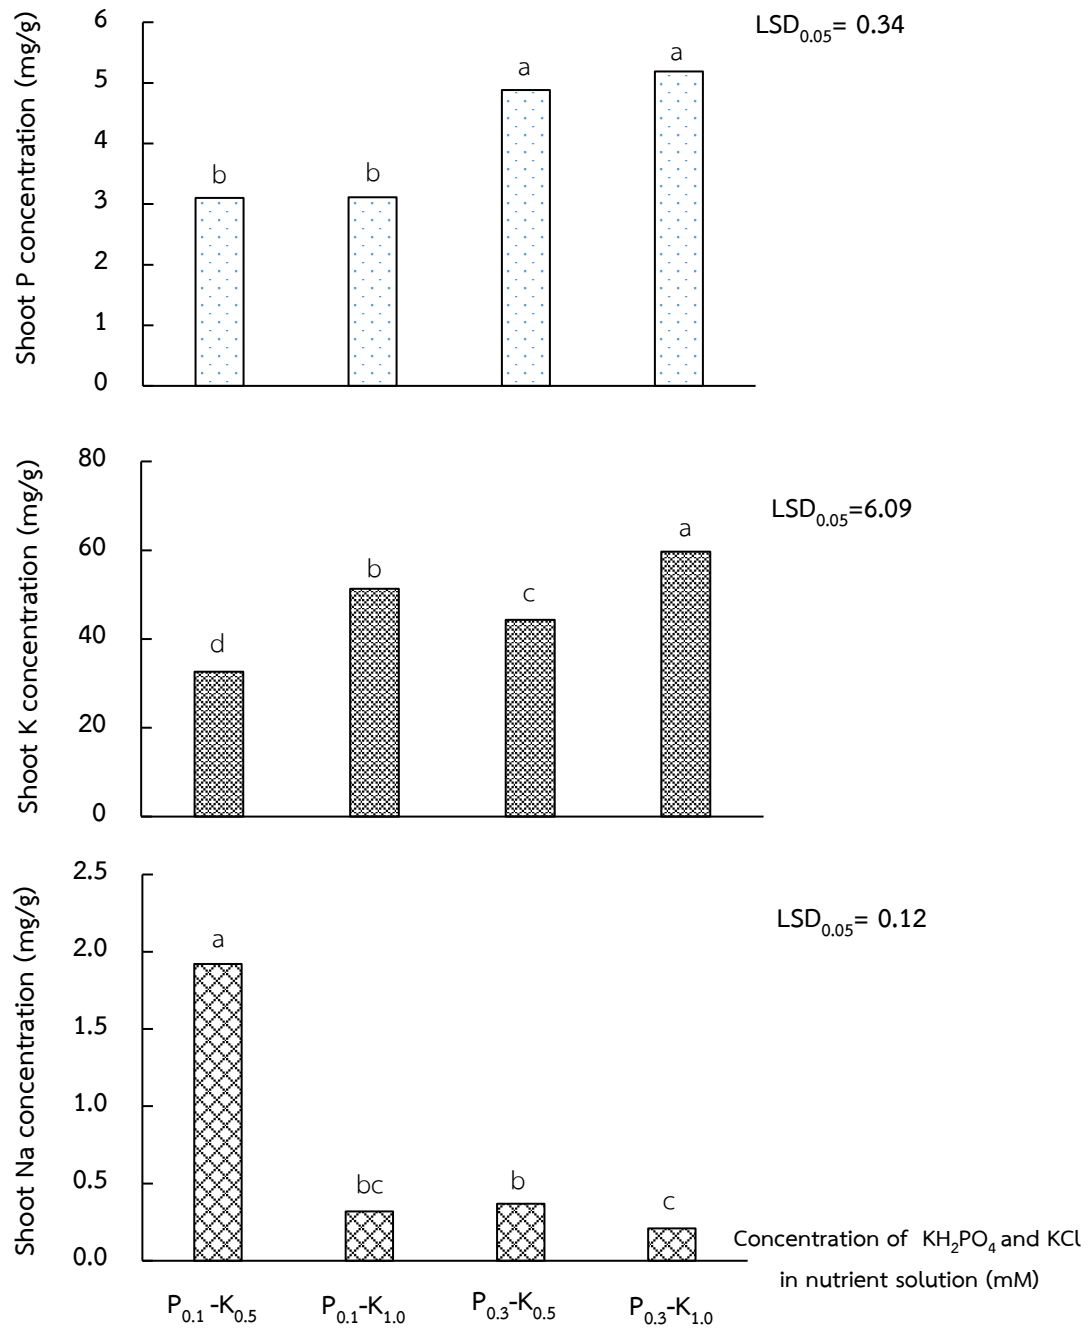 Shoot P concentration (mg/g)
6
5
4
3
2
1
0
b
b
a
a
LSD0.05= 0.34
Shoot K concentration (mg/g)
80
60
40
20
0
d
b
c
a
LSD0.05=6.09
Shoot Na concentration (mg/g)
2.5
2.0
1.5
1.0
0.5
0.0
a
bc
b
c
LSD0.05= 0.12
P0.1-K0.5
P0.1-K1.0
P0.3-K0.5
P0.3-K1.0
Concentration of KH2PO4 and KCl
in nutrient solution (mM)